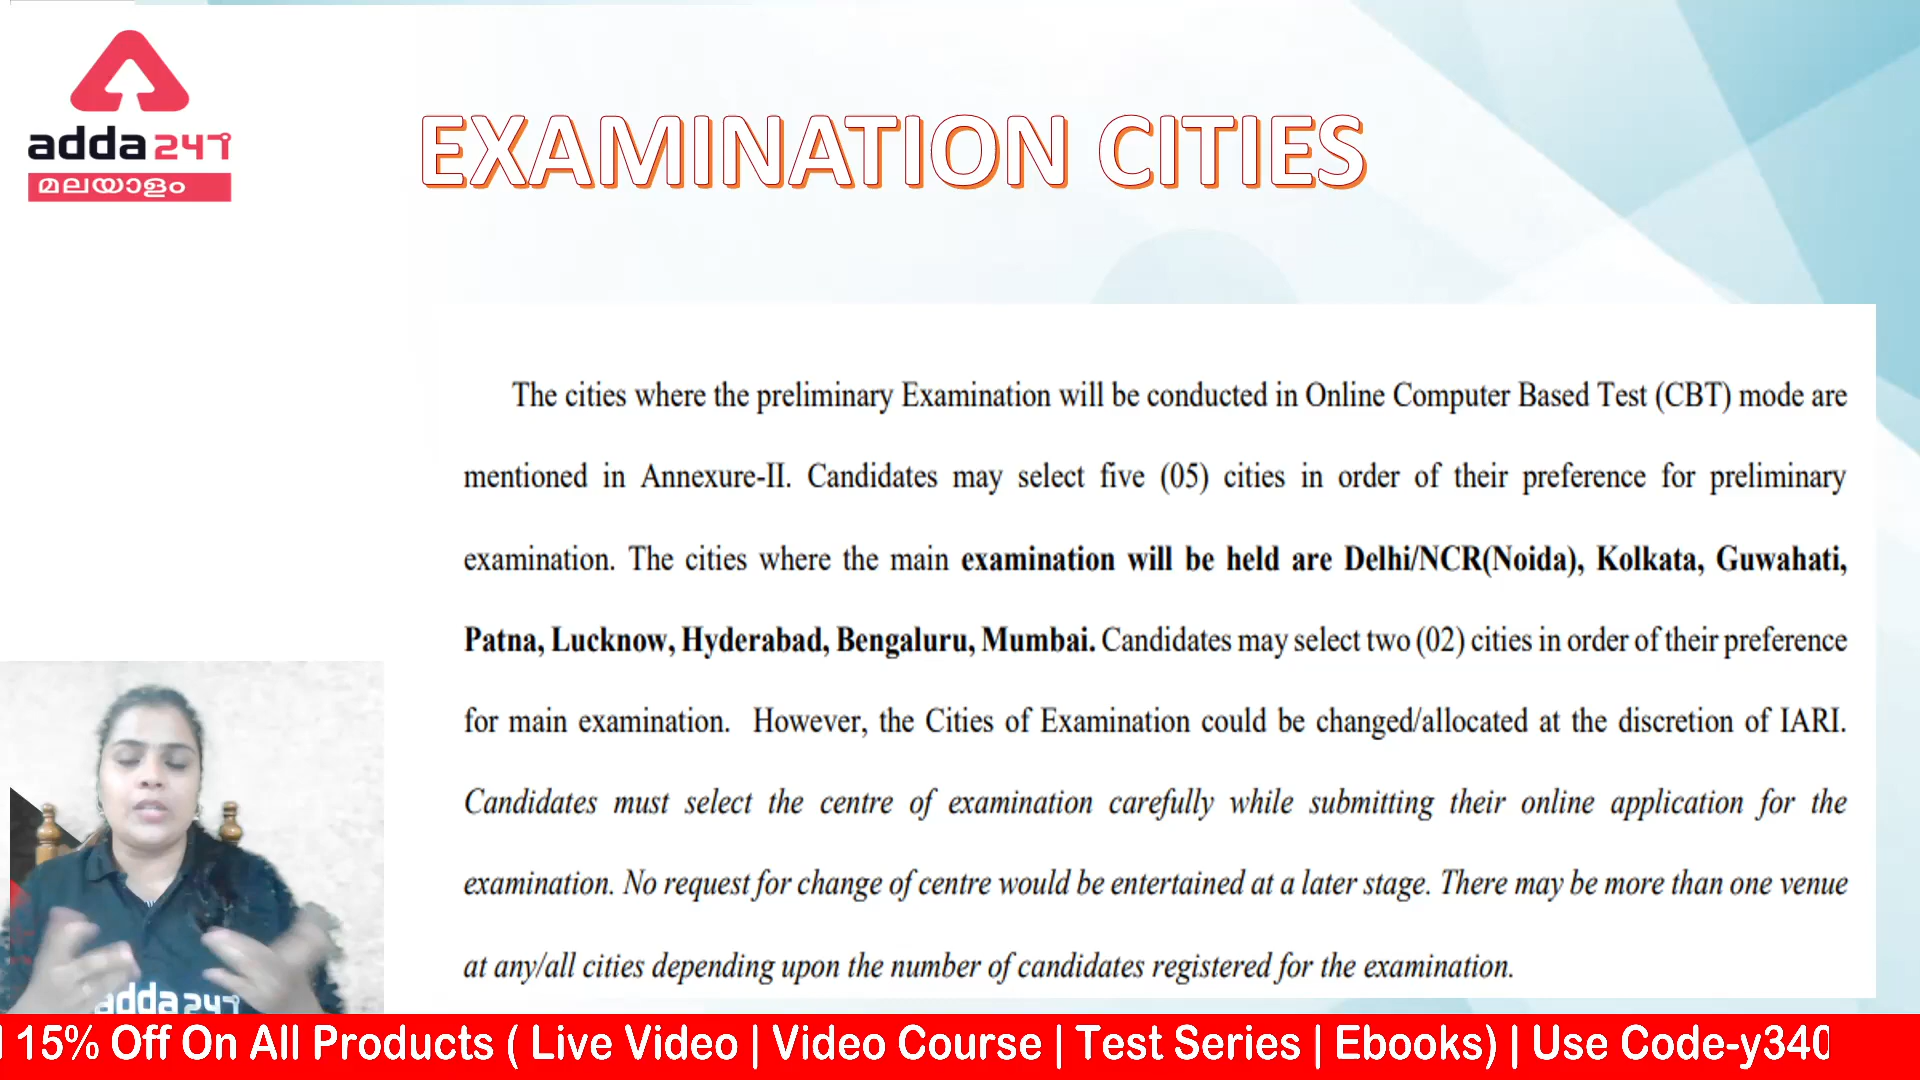 adda247
മലയാളം
EXAMINATION CITIES
The cities where the preliminary Examination will be conducted in Online Computer Based Test (CBT) mode are
mentioned in Annexure-II. Candidates may select five (05) cities in order of their preference for preliminary
examination. The cities where the main examination will be held are Delhi/NCR(Noida), Kolkata, Guwahati,
Patna, Lucknow, Hyderabad, Bengaluru, Mumbai. Candidates may select two (02) cities in order of their preference
for main examination. However, the Cities of Examination could be changed/allocated at the discretion of IARI.
Candidates must select the centre of examination carefully while submitting their online application for the
examination. No request for change of centre would be entertained at a later stage. There may be more than one venue
at any/all cities depending upon the number of candidates registered for the examination.
adda247
15% Off On All Products ( Live Video | Video Course | Test Series | Ebooks) | Use Code-y340